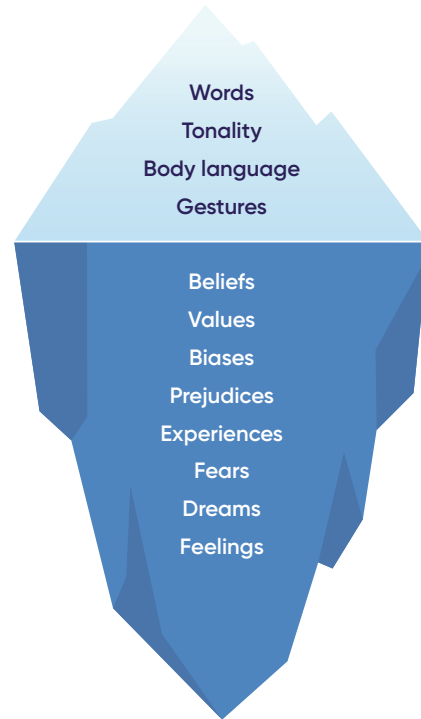 Words
Tonality
Body language
Gestures
Beliefs
Values
Biases
Prejudices
Experiences
Fears
Dreams
Feelings